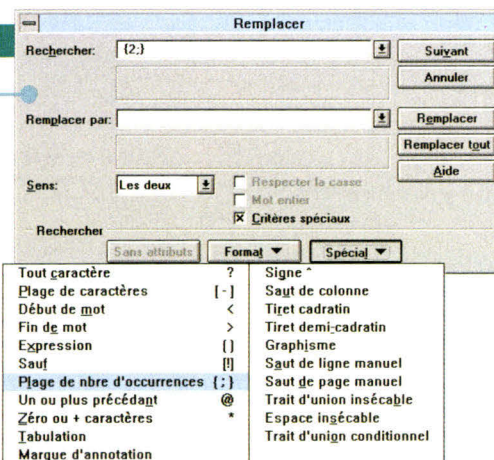 Remplacer
Rechercher: {2;} Suivant
Annuler
Remplacer par: Remplacer
Remplacer tout
Aide
Sens: Les deux Respecter la casse
Mot entier
Critères spéciaux
Rechercher
Sans attributs Format Spécial
Tout caractère ? Signe ^
Plage de caractères [-] Saut de colonne
Début de mot < Tiret cadratin
Fin de mot > Tiret demi-cadratin
Expression () Graphisme
Sauf [!] Saut de ligne manuel
Plage de nbre d'occurrences {;} Saut de page manuel
Un ou plus précédant @ Trait d'union insécable
Zéro ou + caractères * Espace insécable
Tabulation Trait d'union conditionnel
Marque d'annotation